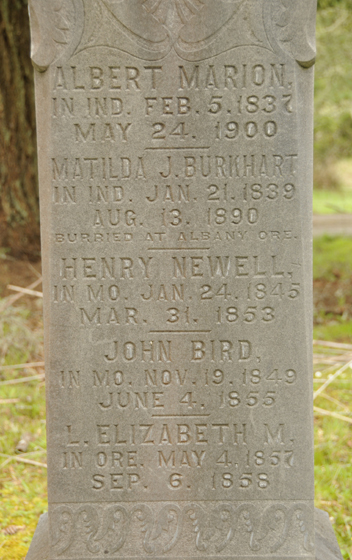 ALBERT MARION,
IN IND. FEB. 5. 1837
MAY 24. 1900
MATILDA J. BURKHART
IN IND. JAN. 21. 1839
AUG. 13. 1890
BURRIED AT ALBANY ORE.
HENRY NEWELL,
IN MO. JAN. 24. 1845
MAR. 31. 1853
JOHN BIRD,
IN MO. NOV. 19. 1849
JUNE 4. 1855
L. ELIZABETH M.
IN ORE. MAY 4. 1857
SEP. 6. 1858